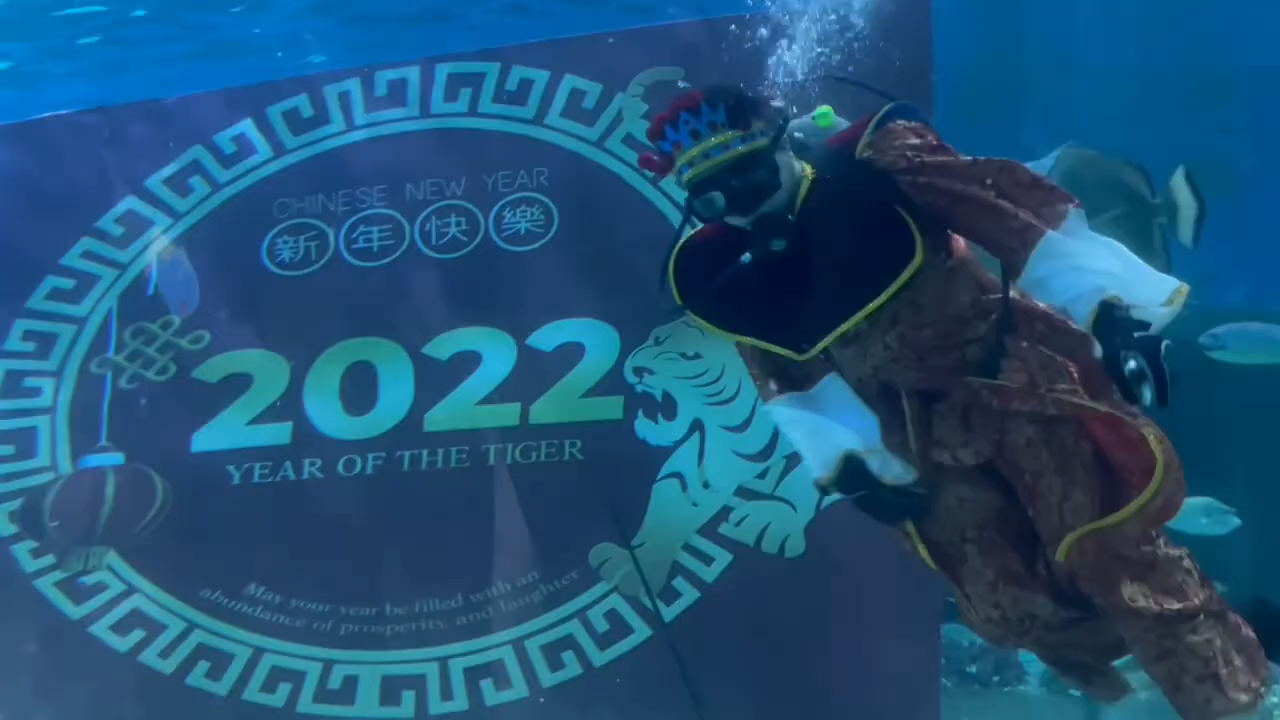 CHINESE NEW YEAR
新年快樂
2022
YEAR OF THE TIGER
May your year be filled with an
abundance of prosperity, and laughter